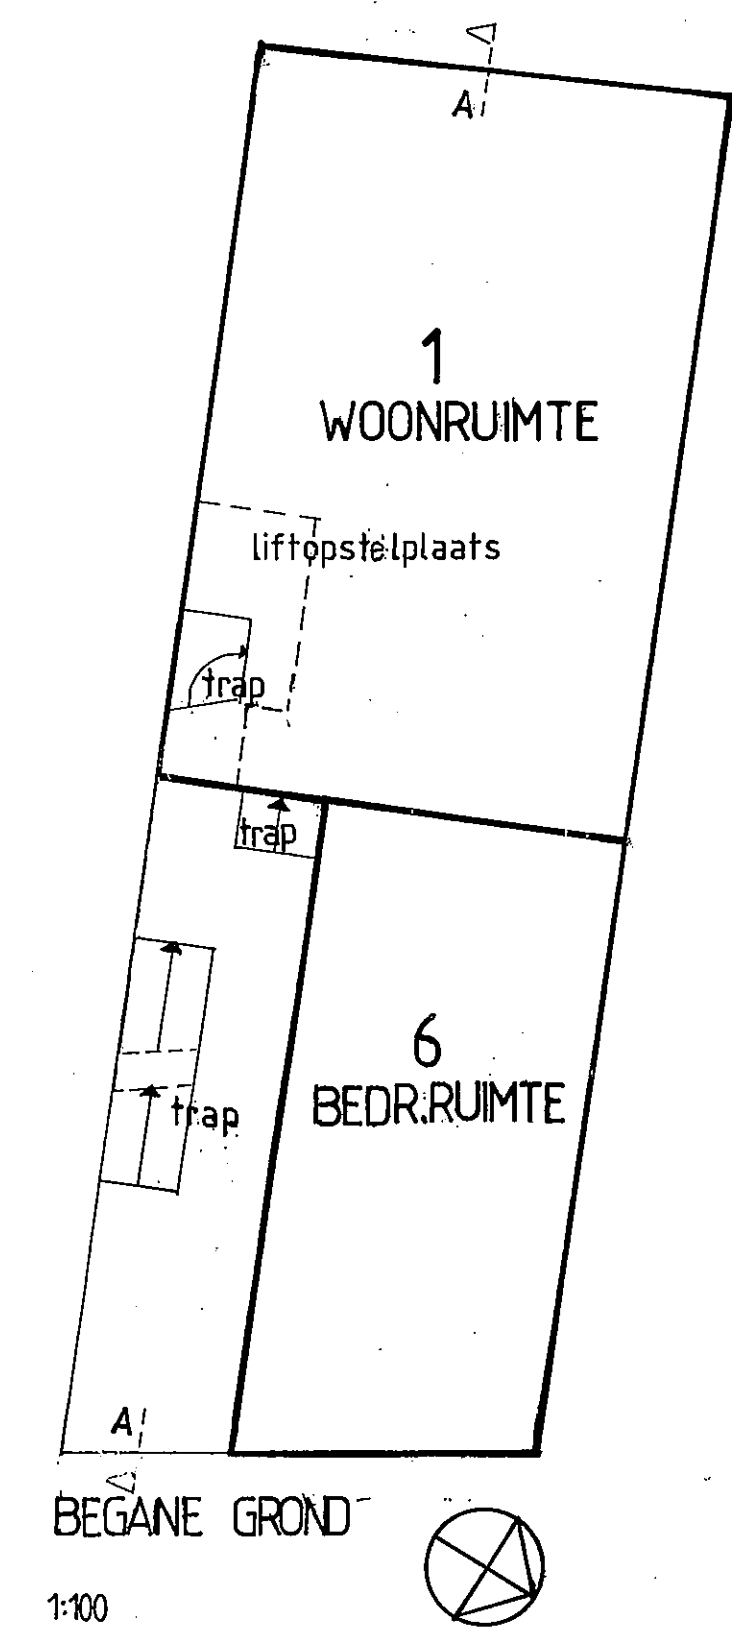 A
1
WOONRUIMTE
liftopstelplaats
trap
trap
6
BEDR.RUIMTE
trap
A
BEGANE GROND
1:100